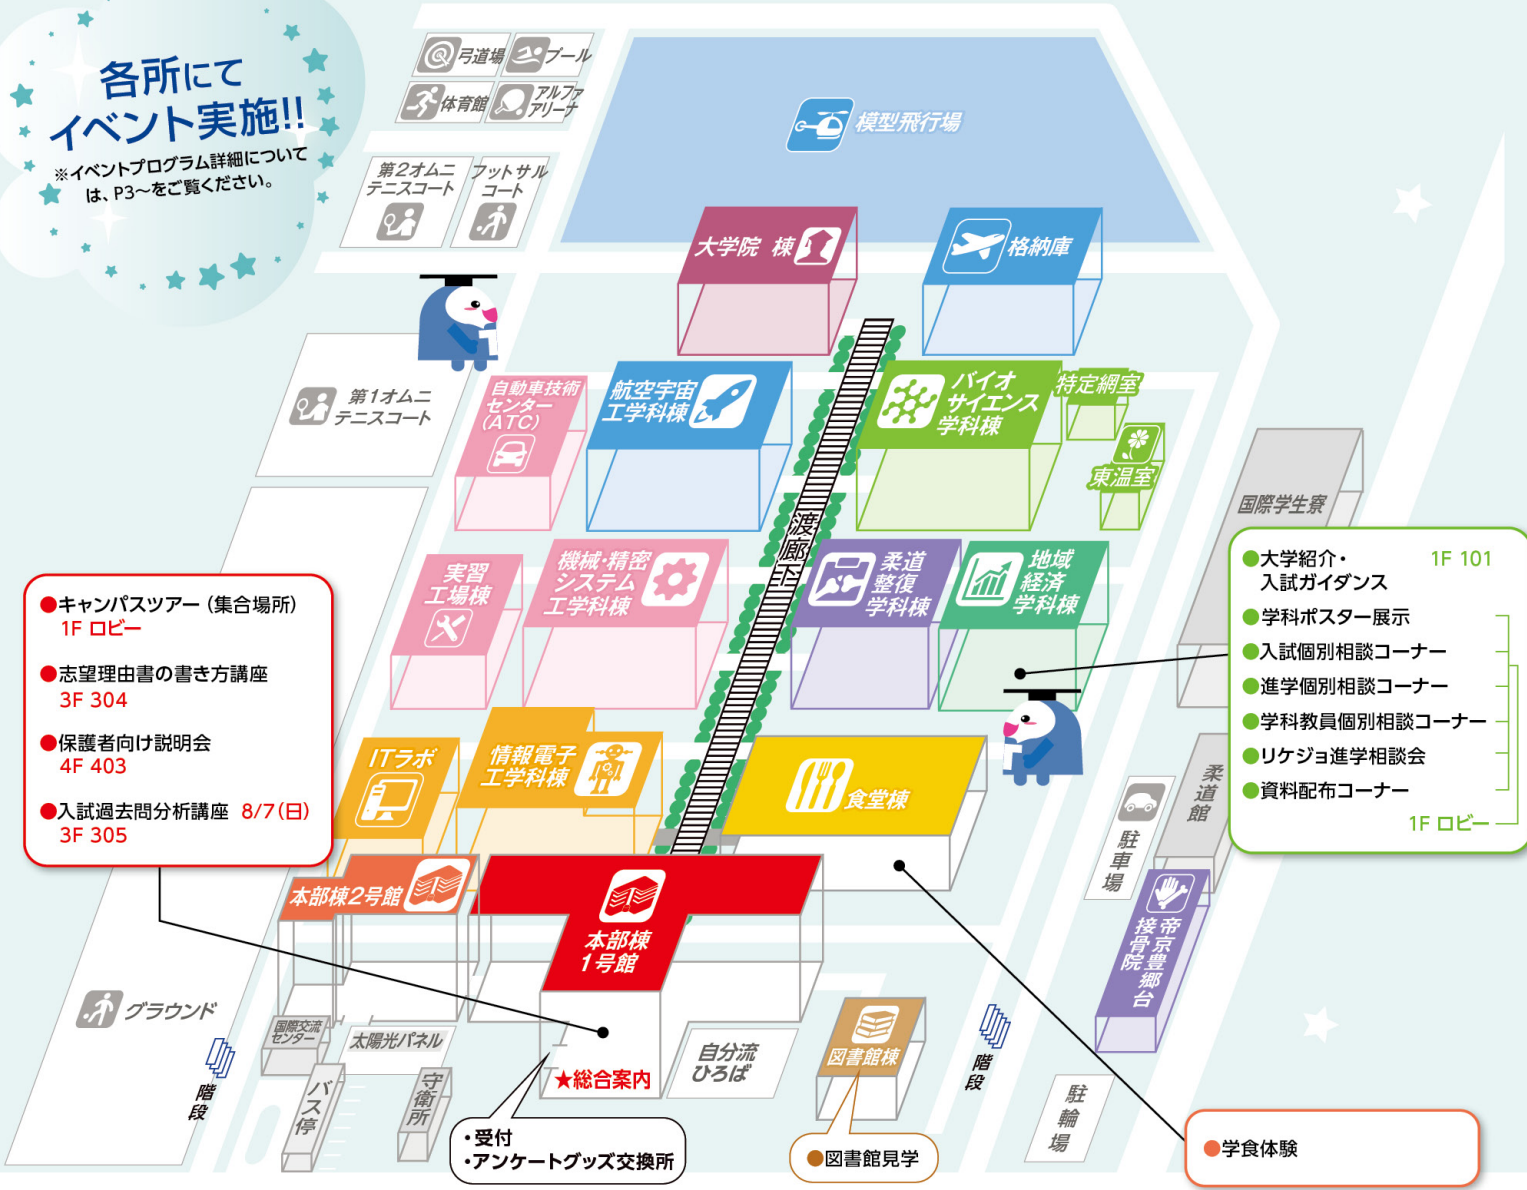 各所にて
イベント実施!!
※イベントプログラム詳細について
は、P3〜をご覧ください。
弓道場
プール
体育館
アルファ
アリーナ
第2オムニ
テニスコート
フットサル
コート
模型飛行場
大学院 棟
格納庫
第1オムニ
テニスコート
自動車技術
センター
(ATC)
航空宇宙
工学科棟
バイオ
サイエンス
学科棟
特定網室
東温室
国際学生寮
渡り廊下
実習
工場棟
機械・精密
システム
工学科棟
柔道
整復
学科棟
地域
経済
学科棟
●キャンパスツアー(集合場所)
1F ロビー
●志望理由書の書き方講座
3F 304
●保護者向け説明会
4F 403
●入試過去問分析講座 8/7(日)
3F 305
●大学紹介・ 1F 101
入試ガイダンス
●学科ポスター展示
●入試個別相談コーナー
●進学個別相談コーナー
●学科教員個別相談コーナー
●リケジョ進学相談会
●資料配布コーナー
1F ロビー
ITラボ
情報電子
工学科棟
食堂棟
柔道館
駐車場
本部棟2号館
本部棟
1号館
帝京豊郷台
接骨院
グラウンド
国際交流
センター
太陽光パネル
自分流
ひろば
図書館棟
階段
階段
バス停
守衛所
★総合案内
駐輪場
・受付
・アンケートグッズ交換所
●図書館見学
●学食体験